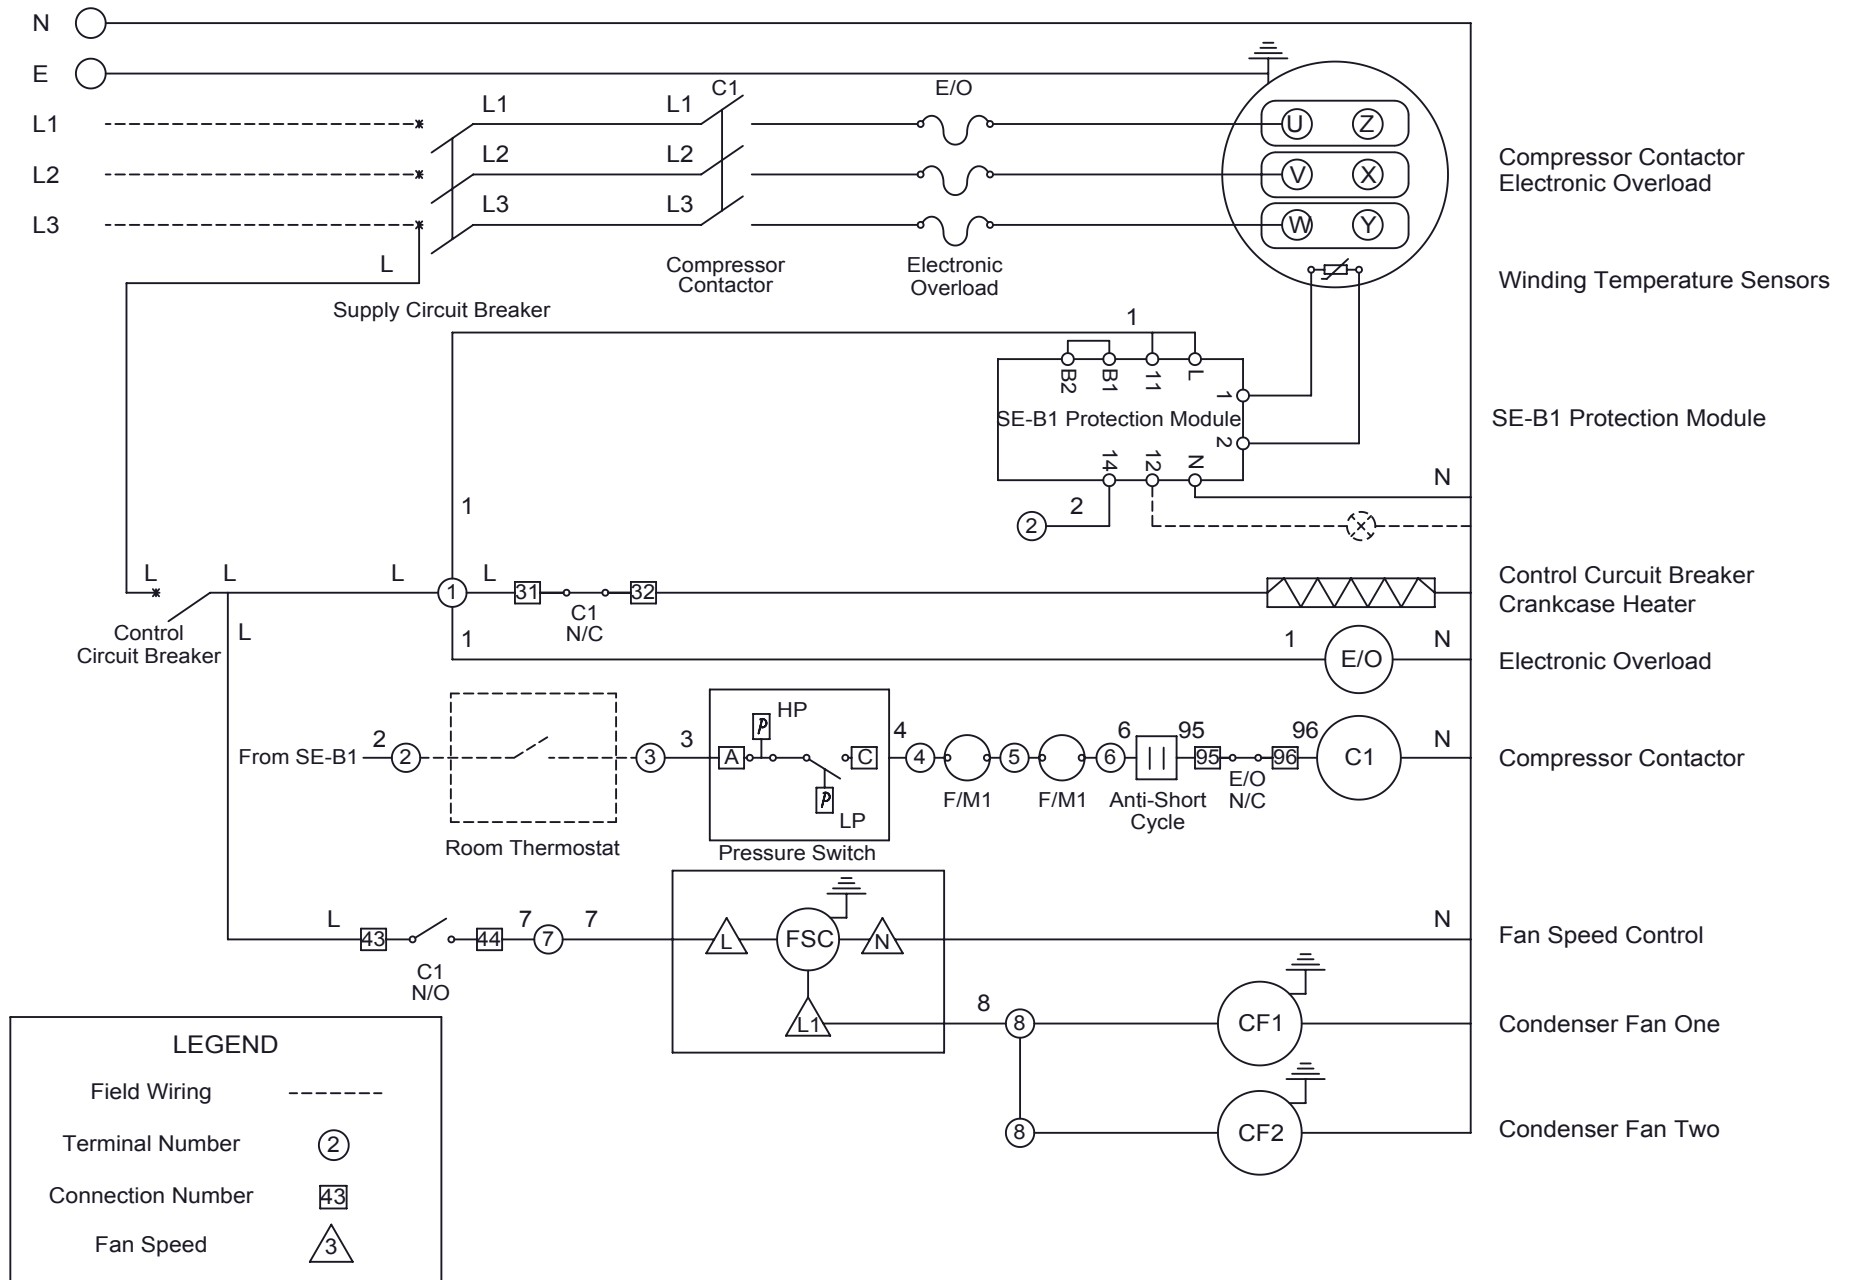 N
E
C1
E/O
L1
L1
L1
U Z
L2
L2
L2
V X
Compressor Contactor
Electronic Overload
L3
L3
L3
W Y
L
Compressor
Contactor
Electronic
Overload
Winding Temperature Sensors
Supply Circuit Breaker
1
B2 B1 11 L
1
SE-B1 Protection Module
SE-B1 Protection Module
2
14 12 N
N
1
2
2
L L L 1 L 31 32
C1
N/C
Control Curcuit Breaker
Crankcase Heater
Control
Circuit Breaker
L
1
1
E/O
N
Electronic Overload
From SE-B1
2
2
3
3
HP
p
A
C
p
LP
4
4
5
6
6
95
95
96
96
C1
N
Compressor Contactor
F/M1
F/M1
Anti-Short
Cycle
E/O
N/C
Room Thermostat
Pressure Switch
L
43
44
7
7
7
L
FSC
N
N
Fan Speed Control
C1
N/O
L1
8
8
CF1
Condenser Fan One
8
CF2
Condenser Fan Two
LEGEND
Field Wiring
Terminal Number 2
Connection Number 43
Fan Speed 3